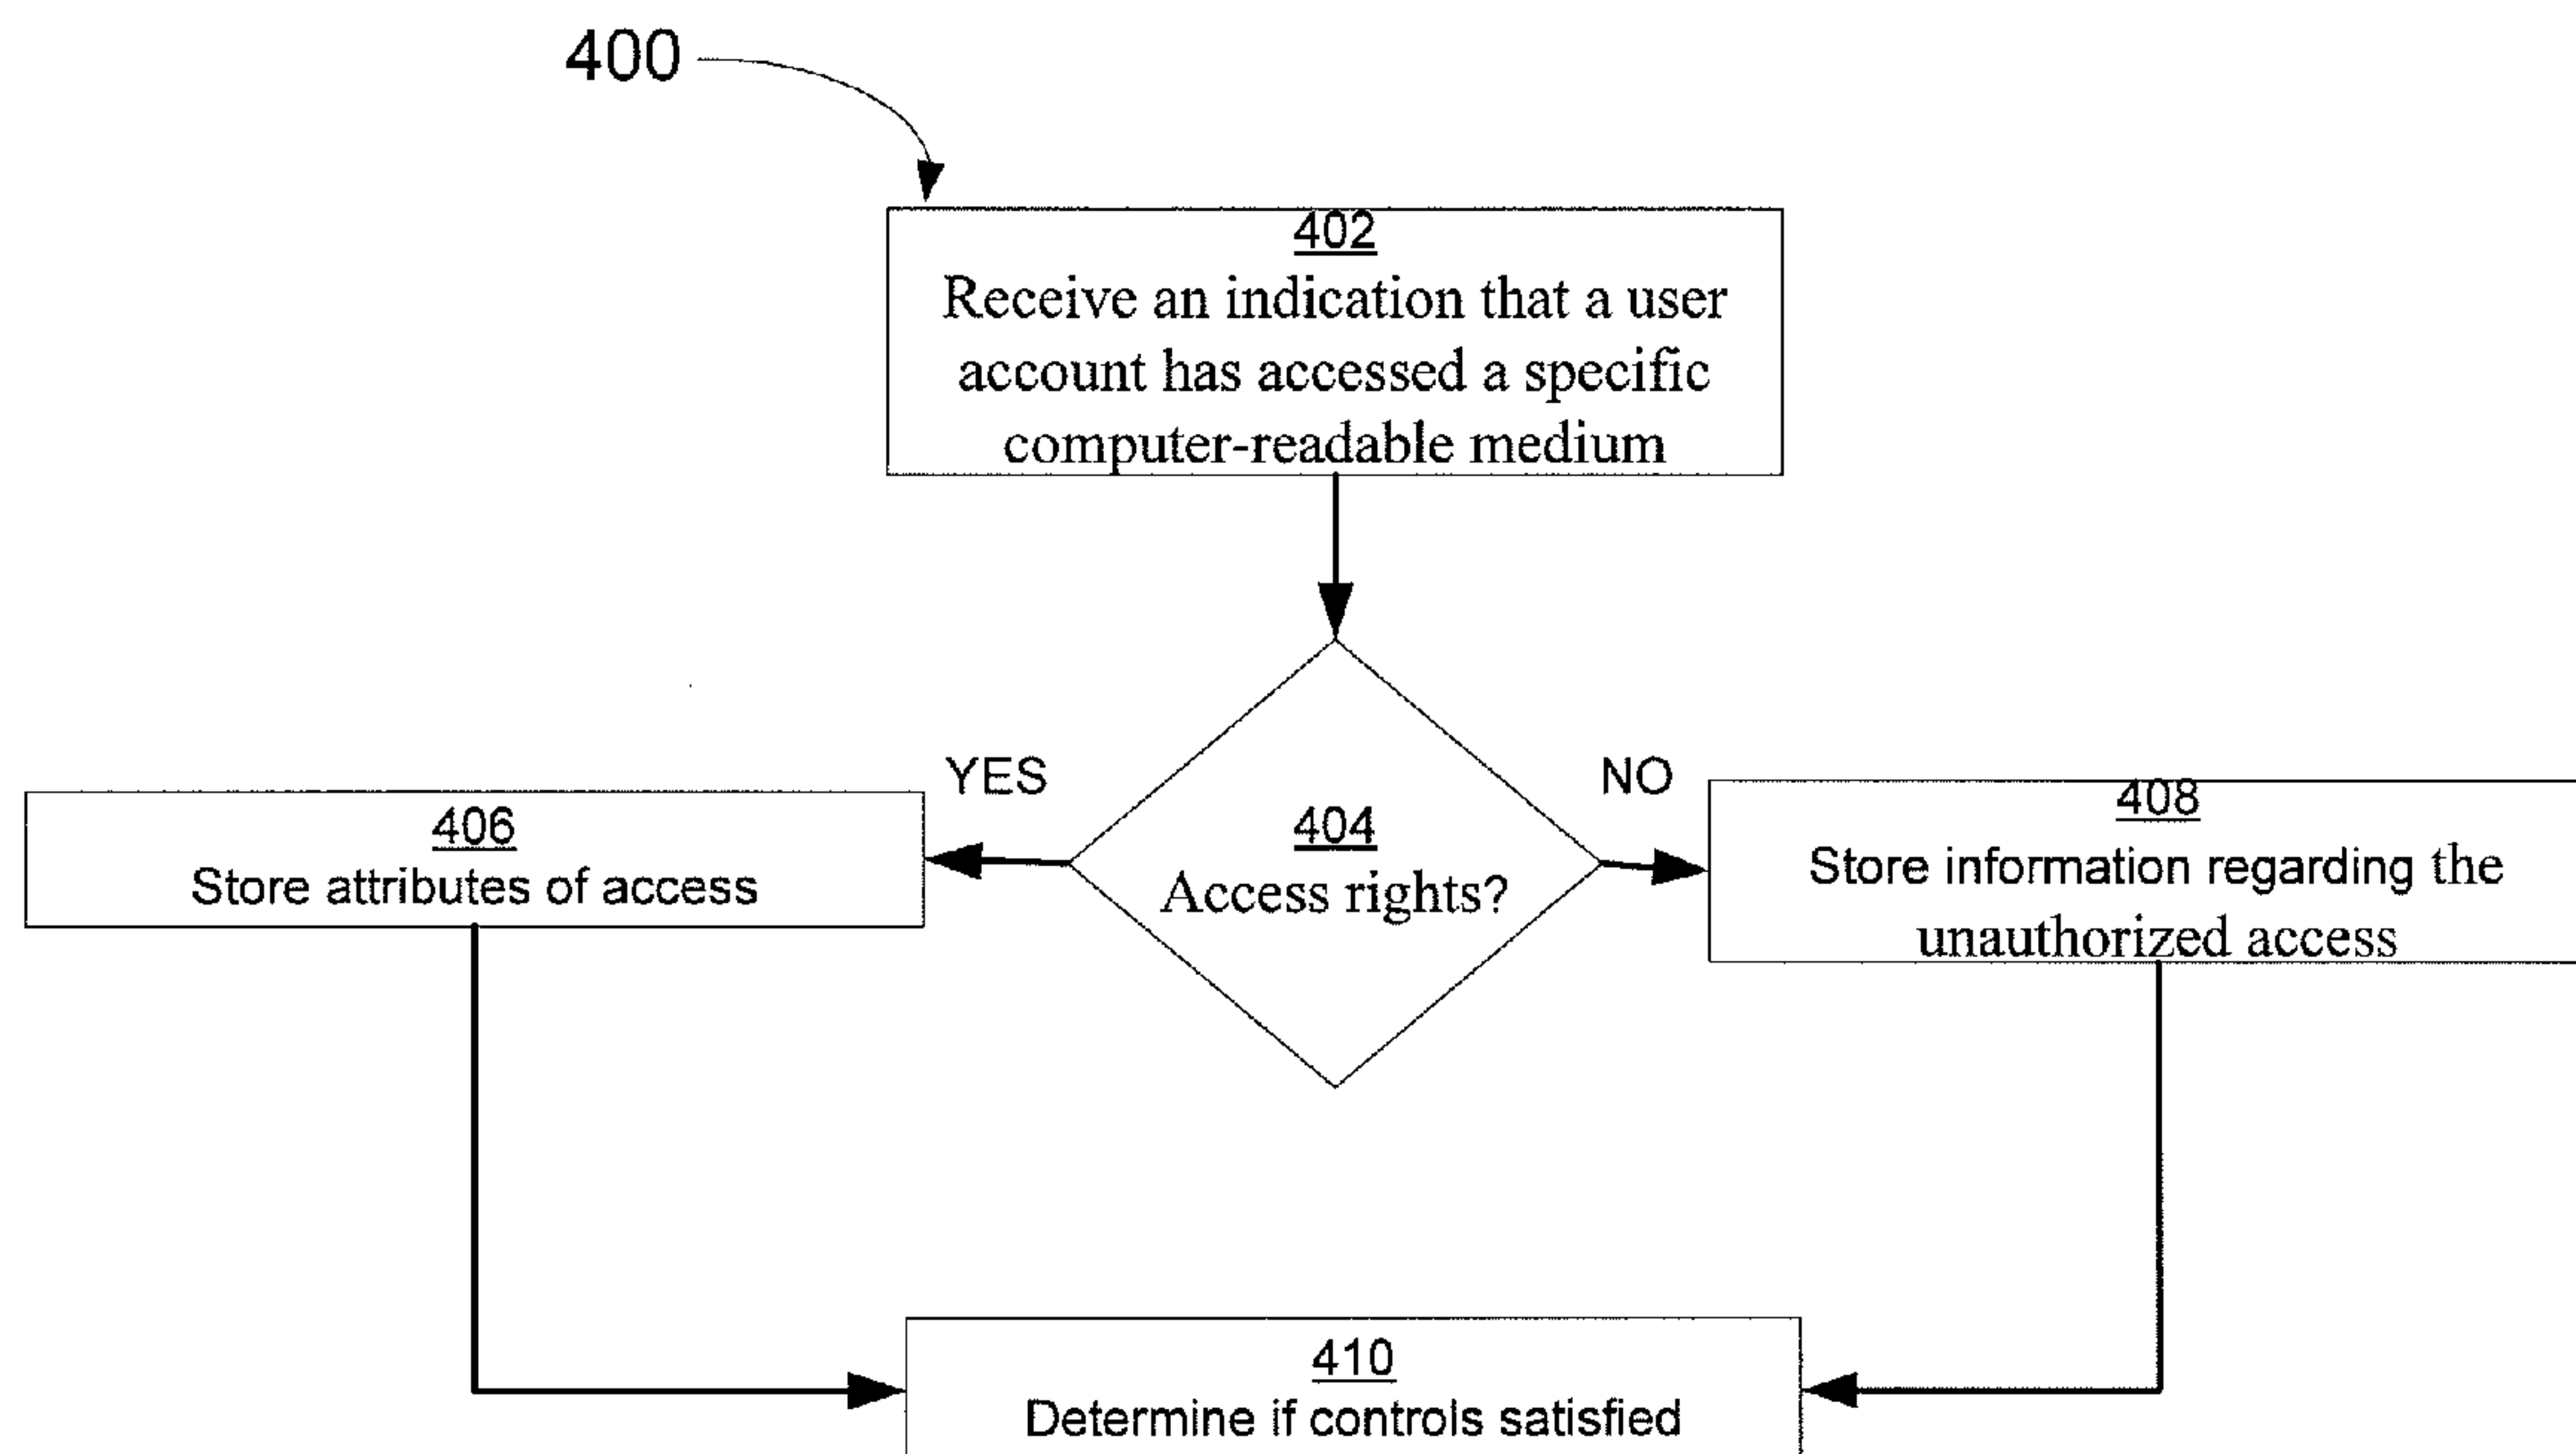 400
402
Receive an indication that a user
account has accessed a specific
computer-readable medium
YES
NO
406
Store attributes of access
404
Access rights?
408
Store information regarding the
unauthorized access
410
Determine if controls satisfied